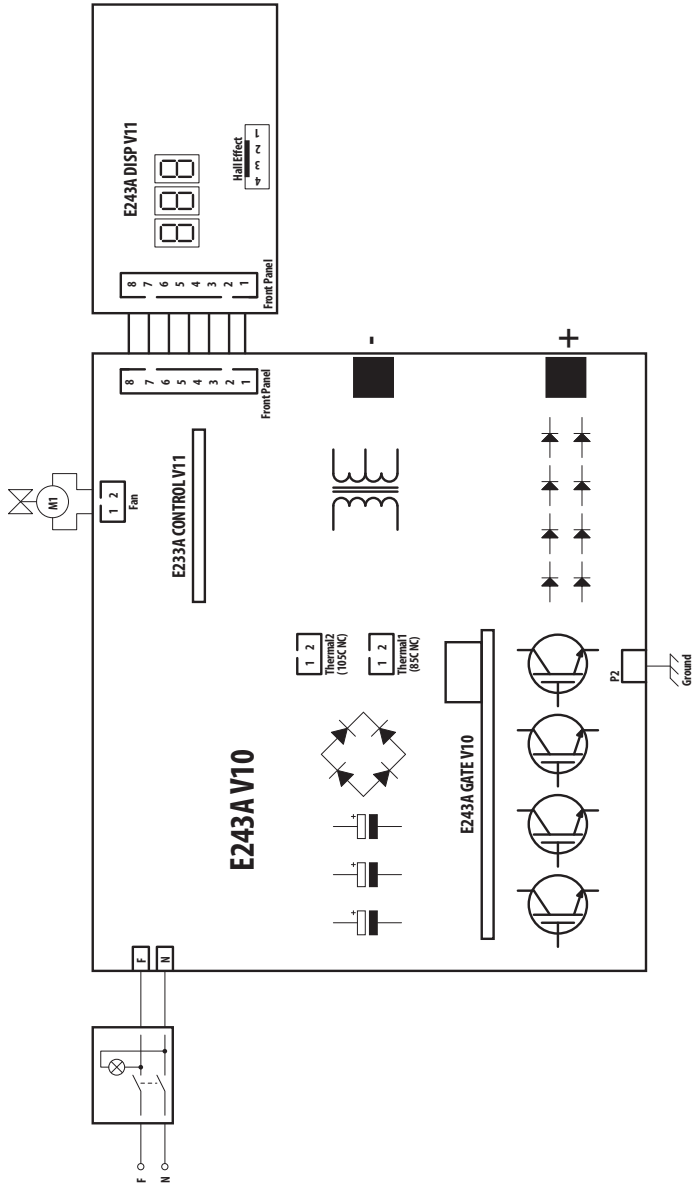 E243A DISP V11
Hall Effect
4 3 2 1
8
7
6
5
4
3
2
1
Front Panel
8
7
6
5
4
3
2
1
Front Panel
-
+
M1
1 2
Fan
E233A CONTROL V11
1 2
Thermal2
(105C NC)
1 2
Thermal1
(85C NC)
E243A V10
+
+
+
E243A GATE V10
P2
Ground
F
N
F
N